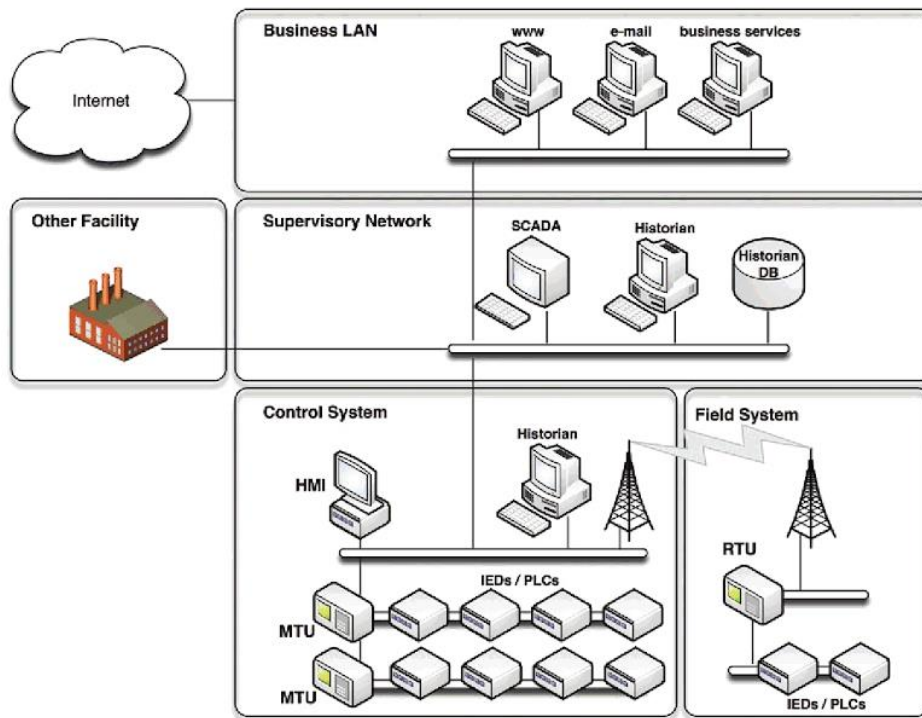 Business LAN
www
e-mail
business services
Internet
Other Facility
Supervisory Network
SCADA
Historian
Historian
DB
Control System
Historian
HMI
IEDs / PLCs
MTU
MTU
Field System
RTU
IEDs / PLCs